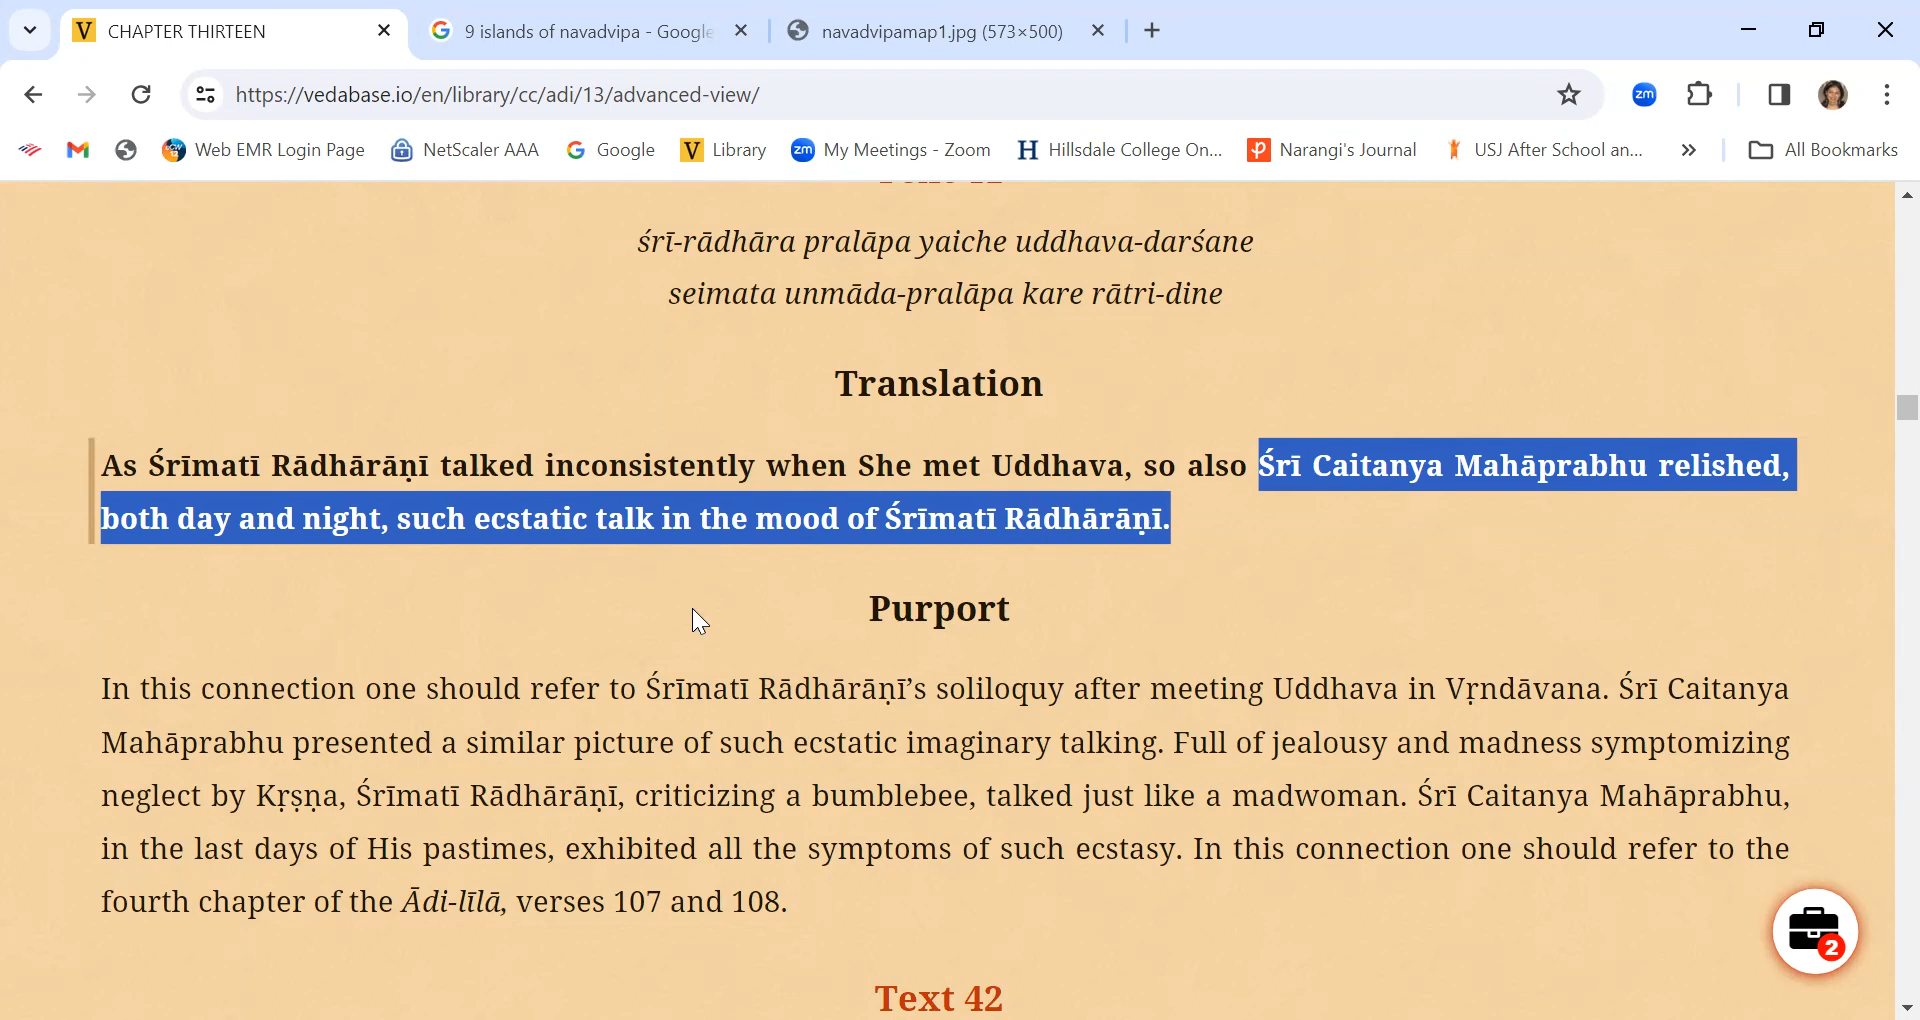 CHAPTER THIRTEEN
9 islands of navadvipa - Google
navadvipamap1.jpg (573×500)
https://vedabase.io/en/library/cc/adi/13/advanced-view/
zm
Web EMR Login Page
NetScaler AAA
Google
Library
zm
My Meetings - Zoom
Hillsdale College On...
Narangi's Journal
USJ After School an...
»
All Bookmarks
śrī-rādhāra pralāpa yaiche uddhava-darśane
seimata unmāda-pralāpa kare rātri-dine
Translation
As Śrīmatī Rādhārāṇī talked inconsistently when She met Uddhava, so also Śrī Caitanya Mahāprabhu relished,
both day and night, such ecstatic talk in the mood of Śrīmatī Rādhārāṇī.
Purport
In this connection one should refer to Śrīmatī Rādhārāṇī’s soliloquy after meeting Uddhava in Vṛndāvana. Śrī Caitanya
Mahāprabhu presented a similar picture of such ecstatic imaginary talking. Full of jealousy and madness symptomizing
neglect by Kṛṣṇa, Śrīmatī Rādhārāṇī, criticizing a bumblebee, talked just like a madwoman. Śrī Caitanya Mahāprabhu,
in the last days of His pastimes, exhibited all the symptoms of such ecstasy. In this connection one should refer to the
fourth chapter of the Ādi-līlā, verses 107 and 108.
2
Text 42